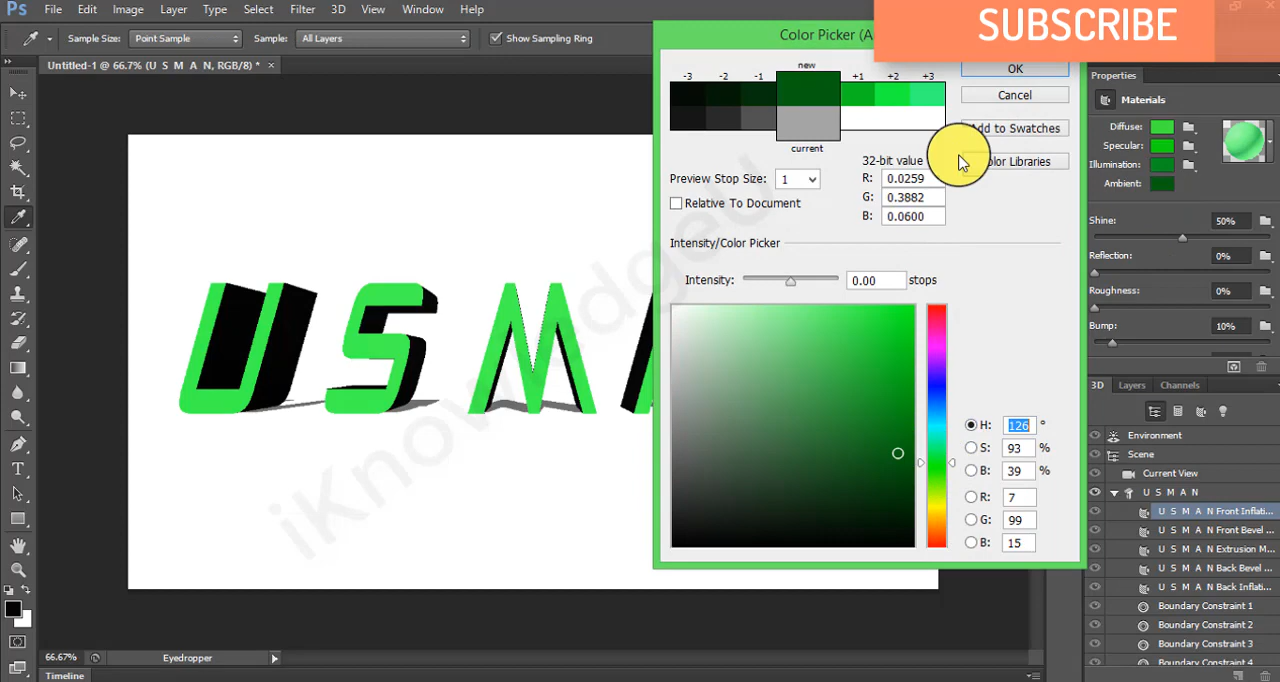 Ps File Edit Image Layer Type Select Filter 3D View Window Help
SUBSCRIBE
Sample Size: Point Sample Sample: All Layers Show Sampling Ring
Untitled-1 @ 66.7% (U S M A N, RGB/8) * ×
Color Picker (A
new
-3 -2 -1 +1 +2 +3
current
OK
Cancel
Add to Swatches
Color Libraries
32-bit value
Preview Stop Size: 1
R: 0.0259
Relative To Document
G: 0.3882
B: 0.0600
Intensity/Color Picker
Intensity: 0.00 stops
H: 126 °
S: 93 %
B: 39 %
R: 7
G: 99
B: 15
U S M
iKnowledgeu
Properties
Materials
Diffuse:
Specular:
Illumination:
Ambient:
Shine: 50%
Reflection: 0%
Roughness: 0%
Bump: 10%
3D Layers Channels
Environment
Scene
Current View
U S M A N
U S M A N Front Inflati...
U S M A N Front Bevel ...
U S M A N Extrusion M...
U S M A N Back Bevel ...
U S M A N Back Inflati...
Boundary Constraint 1
Boundary Constraint 2
Boundary Constraint 3
Boundary Constraint 4
66.67% Eyedropper
Timeline